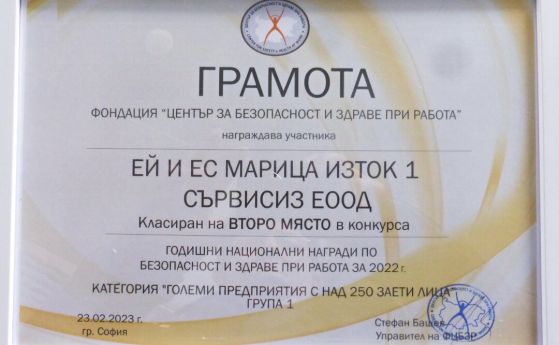 ГРАМОТА
ФОНДАЦИЯ "ЦЕНТЪР ЗА БЕЗОПАСНОСТ И ЗДРАВЕ ПРИ РАБОТА"
награждава участника
ЕЙ И ЕС МАРИЦА ИЗТОК 1
СЪРВИСИЗ ЕООД
Класиран на ВТОРО МЯСТО в конкурса
ГОДИШНИ НАЦИОНАЛНИ НАГРАДИ ПО
БЕЗОПАСНОСТ И ЗДРАВЕ ПРИ РАБОТА ЗА 2022 г.
КАТЕГОРИЯ "ГОЛЕМИ ПРЕДПРИЯТИЯ С НАД 250 ЗАЕТИ ЛИЦА"
ГРУПА 1
23.02.2023 г.
гр. София
Стефан Башев
Управител на ФЦБЗР